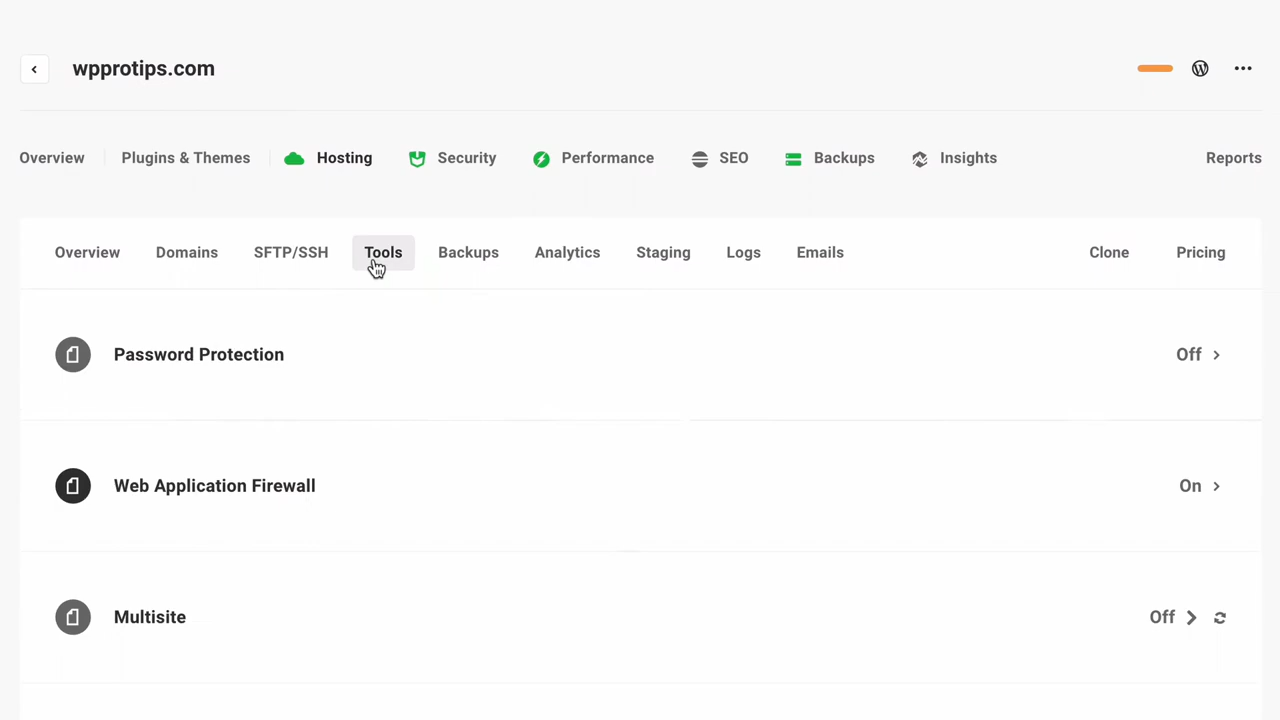 wpprotips.com
Overview Plugins & Themes Hosting Security Performance SEO Backups Insights Reports
Overview Domains SFTP/SSH Tools Backups Analytics Staging Logs Emails Clone Pricing
Password Protection Off
Web Application Firewall On
Multisite Off